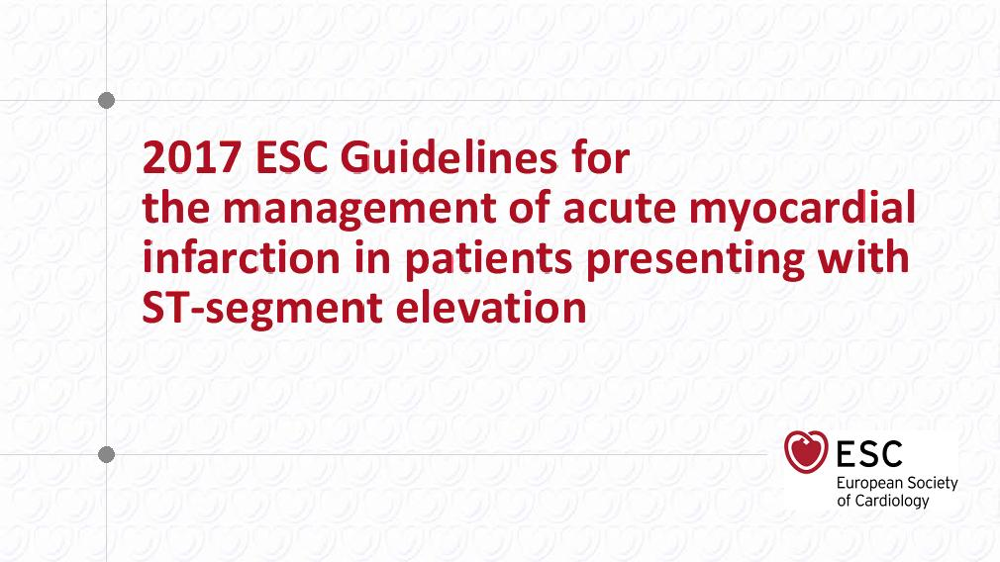 2017 ESC Guidelines for
the management of acute myocardial
infarction in patients presenting with
ST-segment elevation
ESC
European Society
of Cardiology